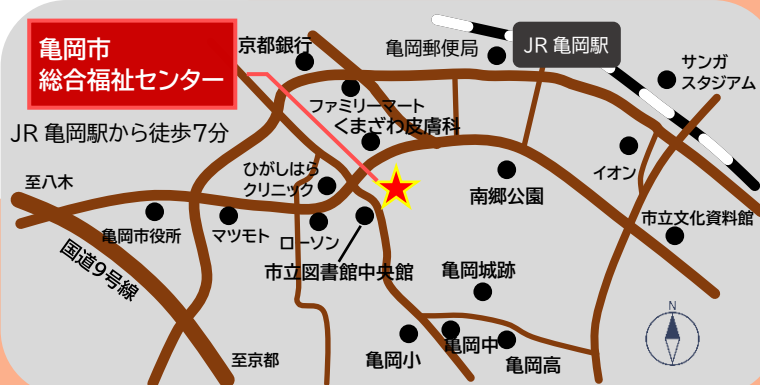 亀岡市
総合福祉センター
JR亀岡駅から徒歩7分
京都銀行
亀岡郵便局
JR亀岡駅
サンガ
スタジアム
ファミリーマート
くまざわ皮膚科
ひがしはら
クリニック
イオン
南郷公園
至八木
亀岡市役所
マツモト
ローソン
市立文化資料館
国道9号線
市立図書館中央館
亀岡城跡
N
至京都
亀岡小
亀岡中
亀岡高